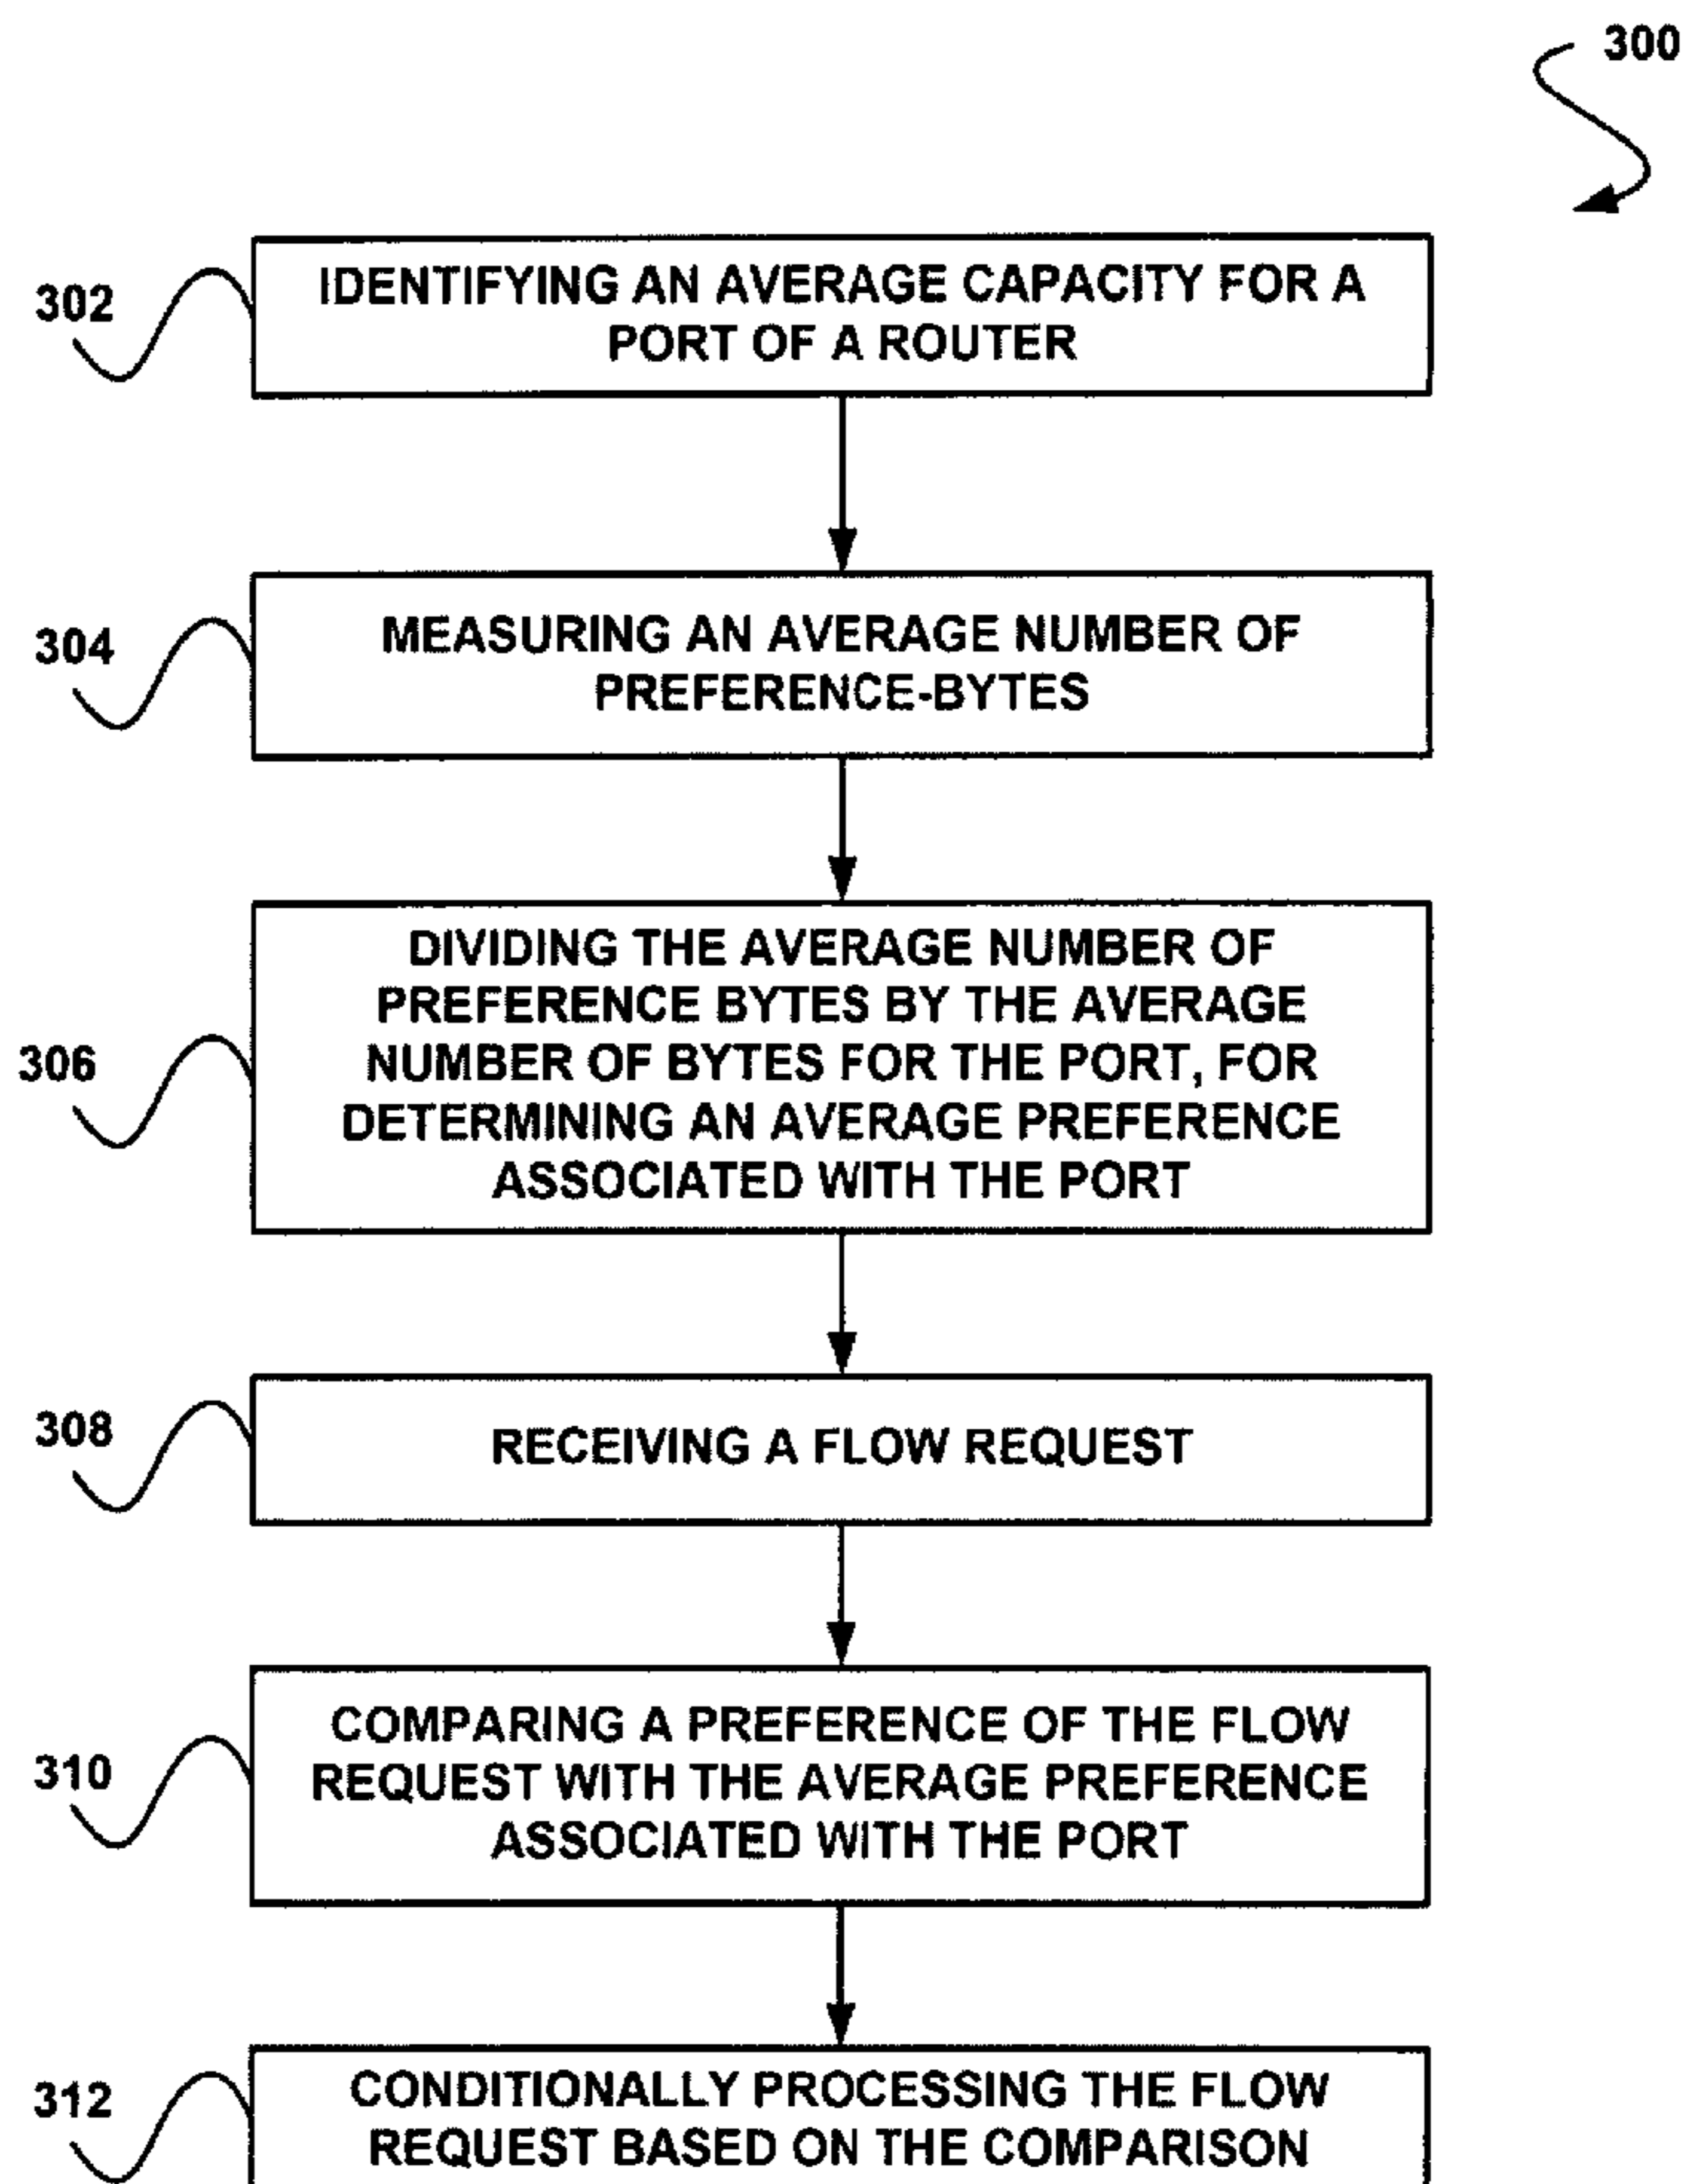 300
302
IDENTIFYING AN AVERAGE CAPACITY FOR A
PORT OF A ROUTER
304
MEASURING AN AVERAGE NUMBER OF
PREFERENCE-BYTES
306
DIVIDING THE AVERAGE NUMBER OF
PREFERENCE BYTES BY THE AVERAGE
NUMBER OF BYTES FOR THE PORT, FOR
DETERMINING AN AVERAGE PREFERENCE
ASSOCIATED WITH THE PORT
308
RECEIVING A FLOW REQUEST
310
COMPARING A PREFERENCE OF THE FLOW
REQUEST WITH THE AVERAGE PREFERENCE
ASSOCIATED WITH THE PORT
312
CONDITIONALLY PROCESSING THE FLOW
REQUEST BASED ON THE COMPARISON